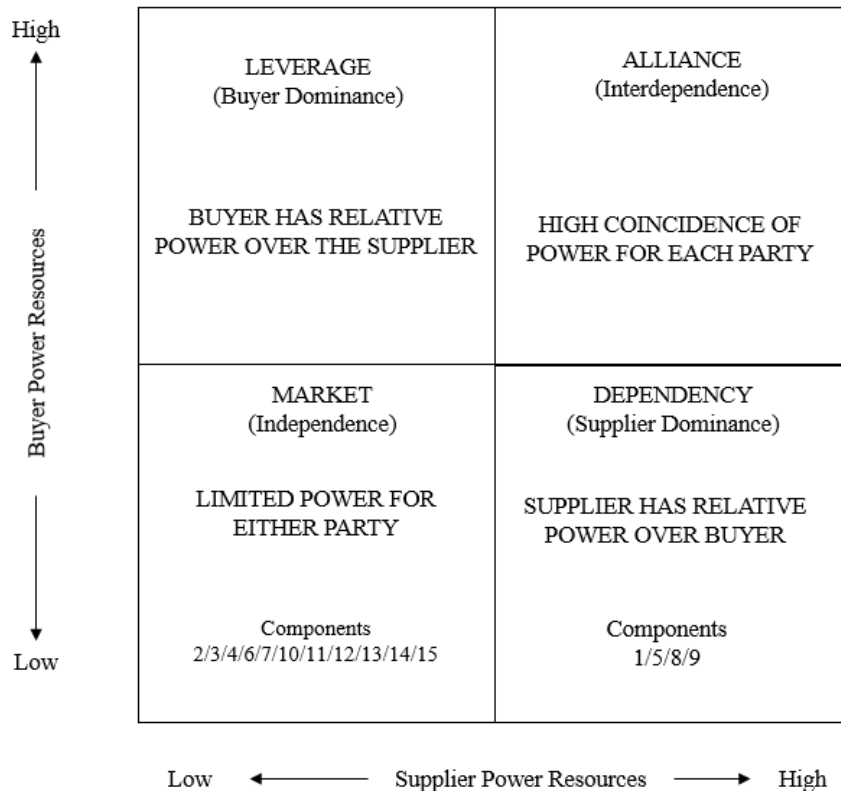 High
LEVERAGE
(Buyer Dominance)
ALLIANCE
(Interdependence)
BUYER HAS RELATIVE
POWER OVER THE SUPPLIER
HIGH COINCIDENCE OF
POWER FOR EACH PARTY
Buyer Power Resources
MARKET
(Independence)
DEPENDENCY
(Supplier Dominance)
LIMITED POWER FOR
EITHER PARTY
SUPPLIER HAS RELATIVE
POWER OVER BUYER
Components
2/3/4/6/7/10/11/12/13/14/15
Components
1/5/8/9
Low
Low
Supplier Power Resources
High